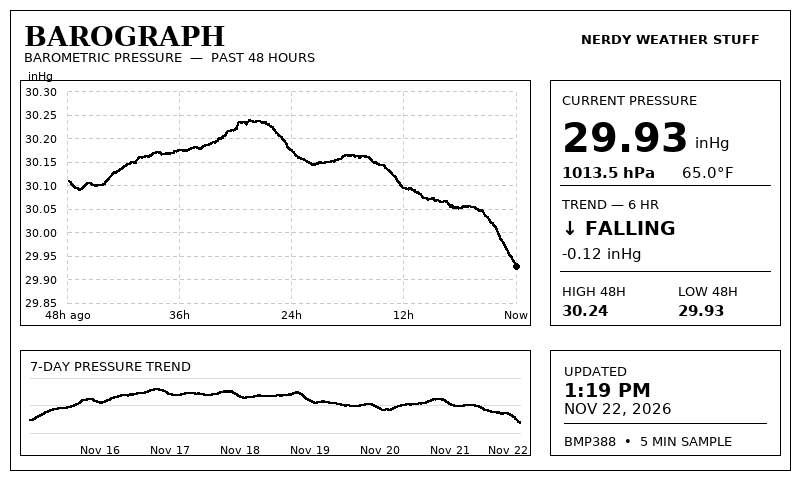 BAROGRAPH
BAROMETRIC PRESSURE — PAST 48 HOURS
NERDY WEATHER STUFF
inHg
30.30
30.25
30.20
30.15
30.10
30.05
30.00
29.95
29.90
29.85
48h ago 36h 24h 12h Now
CURRENT PRESSURE
29.93 inHg
1013.5 hPa 65.0°F
TREND — 6 HR
↓ FALLING
-0.12 inHg
HIGH 48H LOW 48H
30.24 29.93
7-DAY PRESSURE TREND
Nov 16 Nov 17 Nov 18 Nov 19 Nov 20 Nov 21 Nov 22
UPDATED
1:19 PM
NOV 22, 2026
BMP388 • 5 MIN SAMPLE